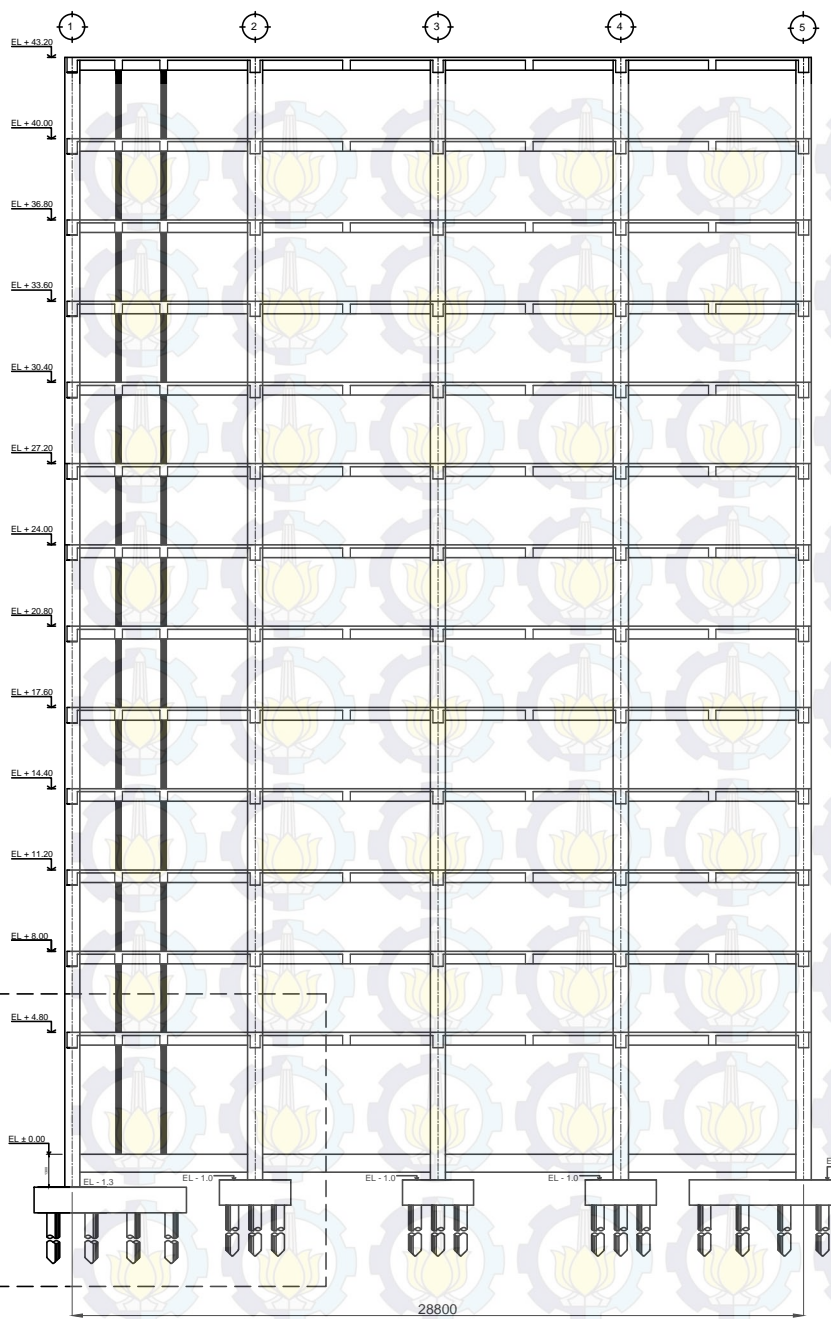 1 2 3 4 5
EL + 43.20
EL + 40.00
EL + 36.80
EL + 33.60
EL + 30.40
EL + 27.20
EL + 24.00
EL + 20.80
EL + 17.60
EL + 14.40
EL + 11.20
EL + 8.00
EL + 4.80
EL ± 0.00
EL - 1.3 EL - 1.0 EL - 1.0 EL - 1.0
28800